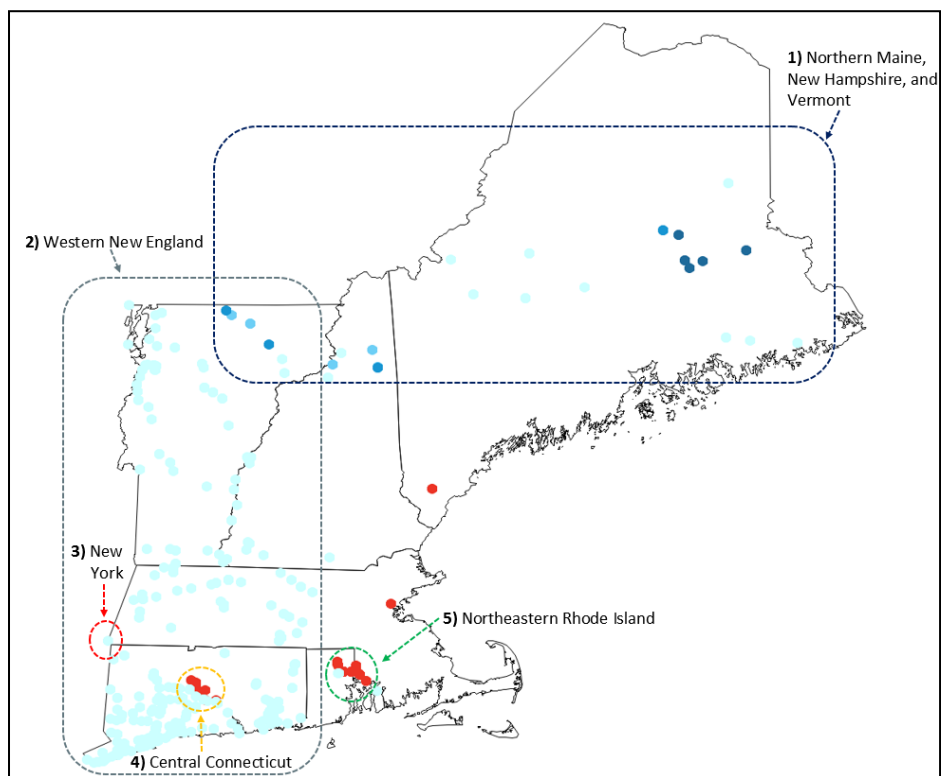 1) Northern Maine,
New Hampshire, and
Vermont
2) Western New England
3) New
York
5) Northeastern Rhode Island
4) Central Connecticut